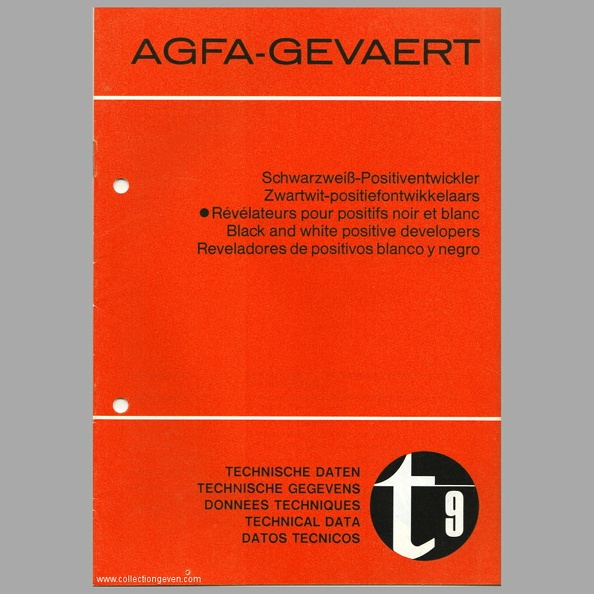 AGFA-GEVAERT
Schwarzweiß-Positiventwickler
Zwartwit-positiefontwikkelaars
● Révélateurs pour positifs noir et blanc
Black and white positive developers
Reveladores de positivos blanco y negro
TECHNISCHE DATEN
TECHNISCHE GEGEVENS
DONNEES TECHNIQUES
TECHNICAL DATA
DATOS TECNICOS
t 9
www.collectiongeven.com